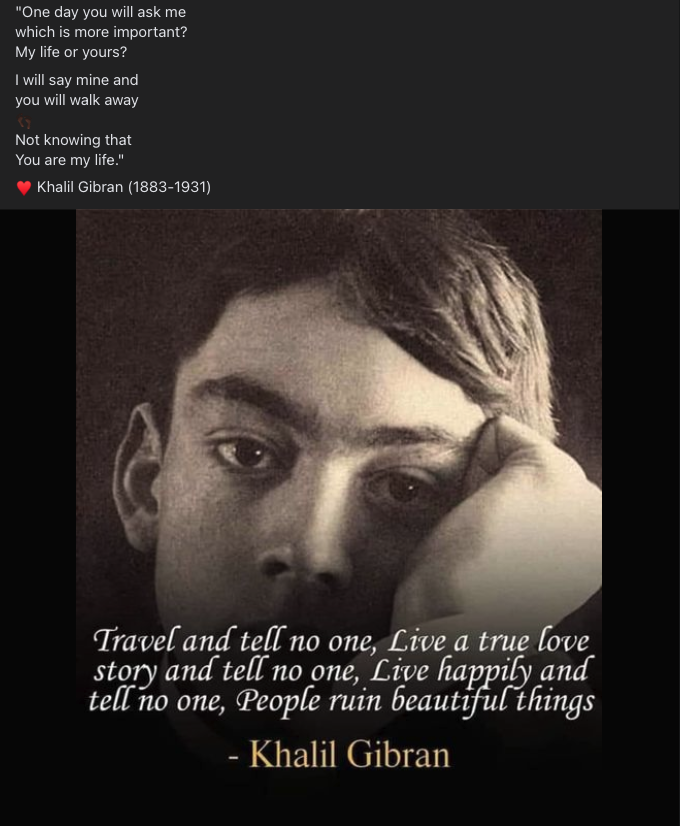 "One day you will ask me
which is more important?
My life or yours?
I will say mine and
you will walk away
👣
Not knowing that
You are my life."
♥️ Khalil Gibran (1883-1931)
Travel and tell no one, Live a true love
story and tell no one, Live happily and
tell no one, People ruin beautiful things
- Khalil Gibran